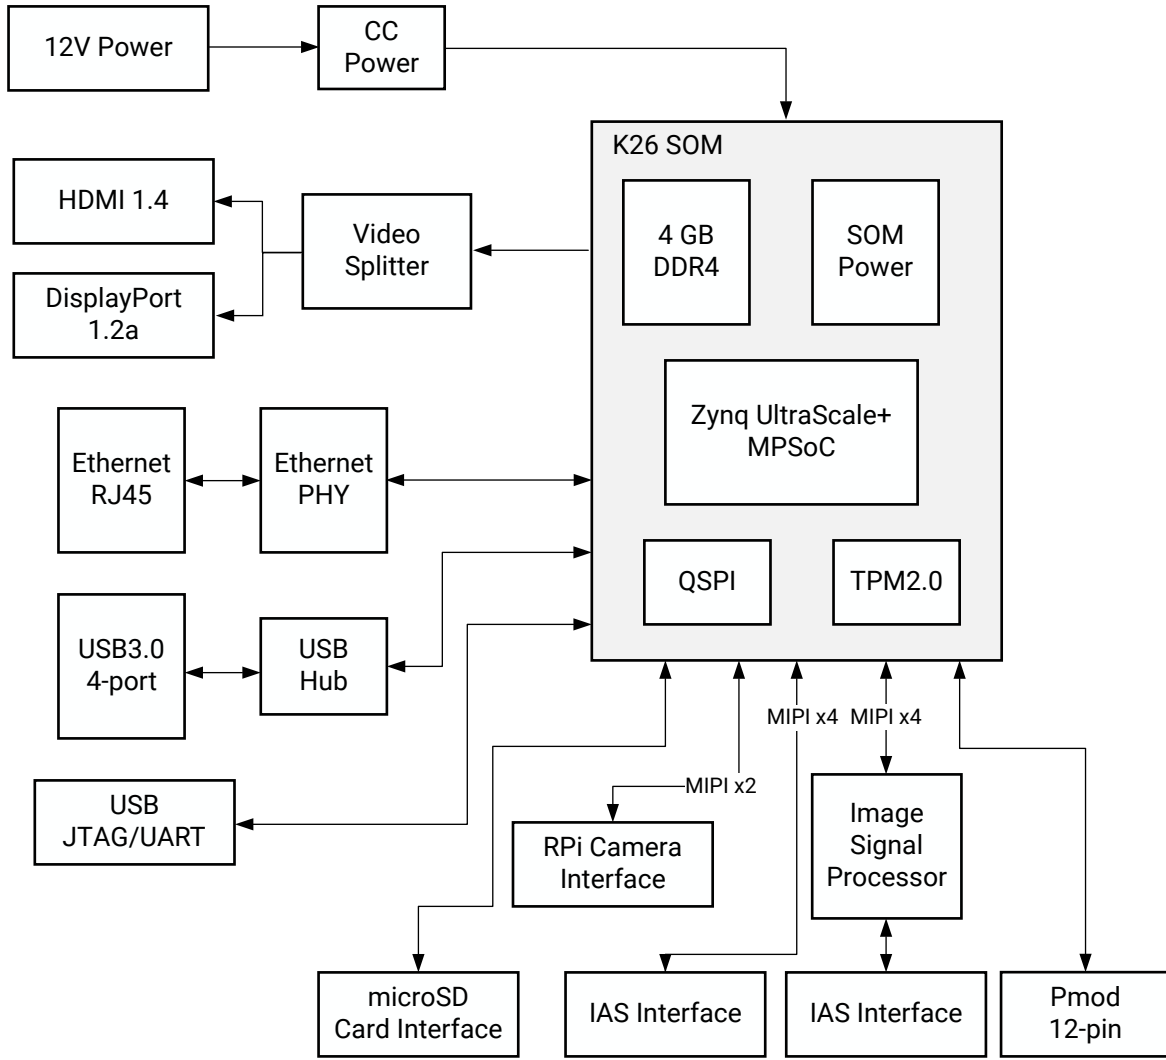 12V Power
CC
Power
K26 SOM
HDMI 1.4
Video
Splitter
4 GB
DDR4
SOM
Power
DisplayPort
1.2a
Zynq UltraScale+
MPSoC
Ethernet
RJ45
Ethernet
PHY
QSPI
TPM2.0
USB3.0
4-port
USB
Hub
MIPI x4
MIPI x4
MIPI x2
USB
JTAG/UART
RPi Camera
Interface
Image
Signal
Processor
microSD
Card Interface
IAS Interface
IAS Interface
Pmod
12-pin